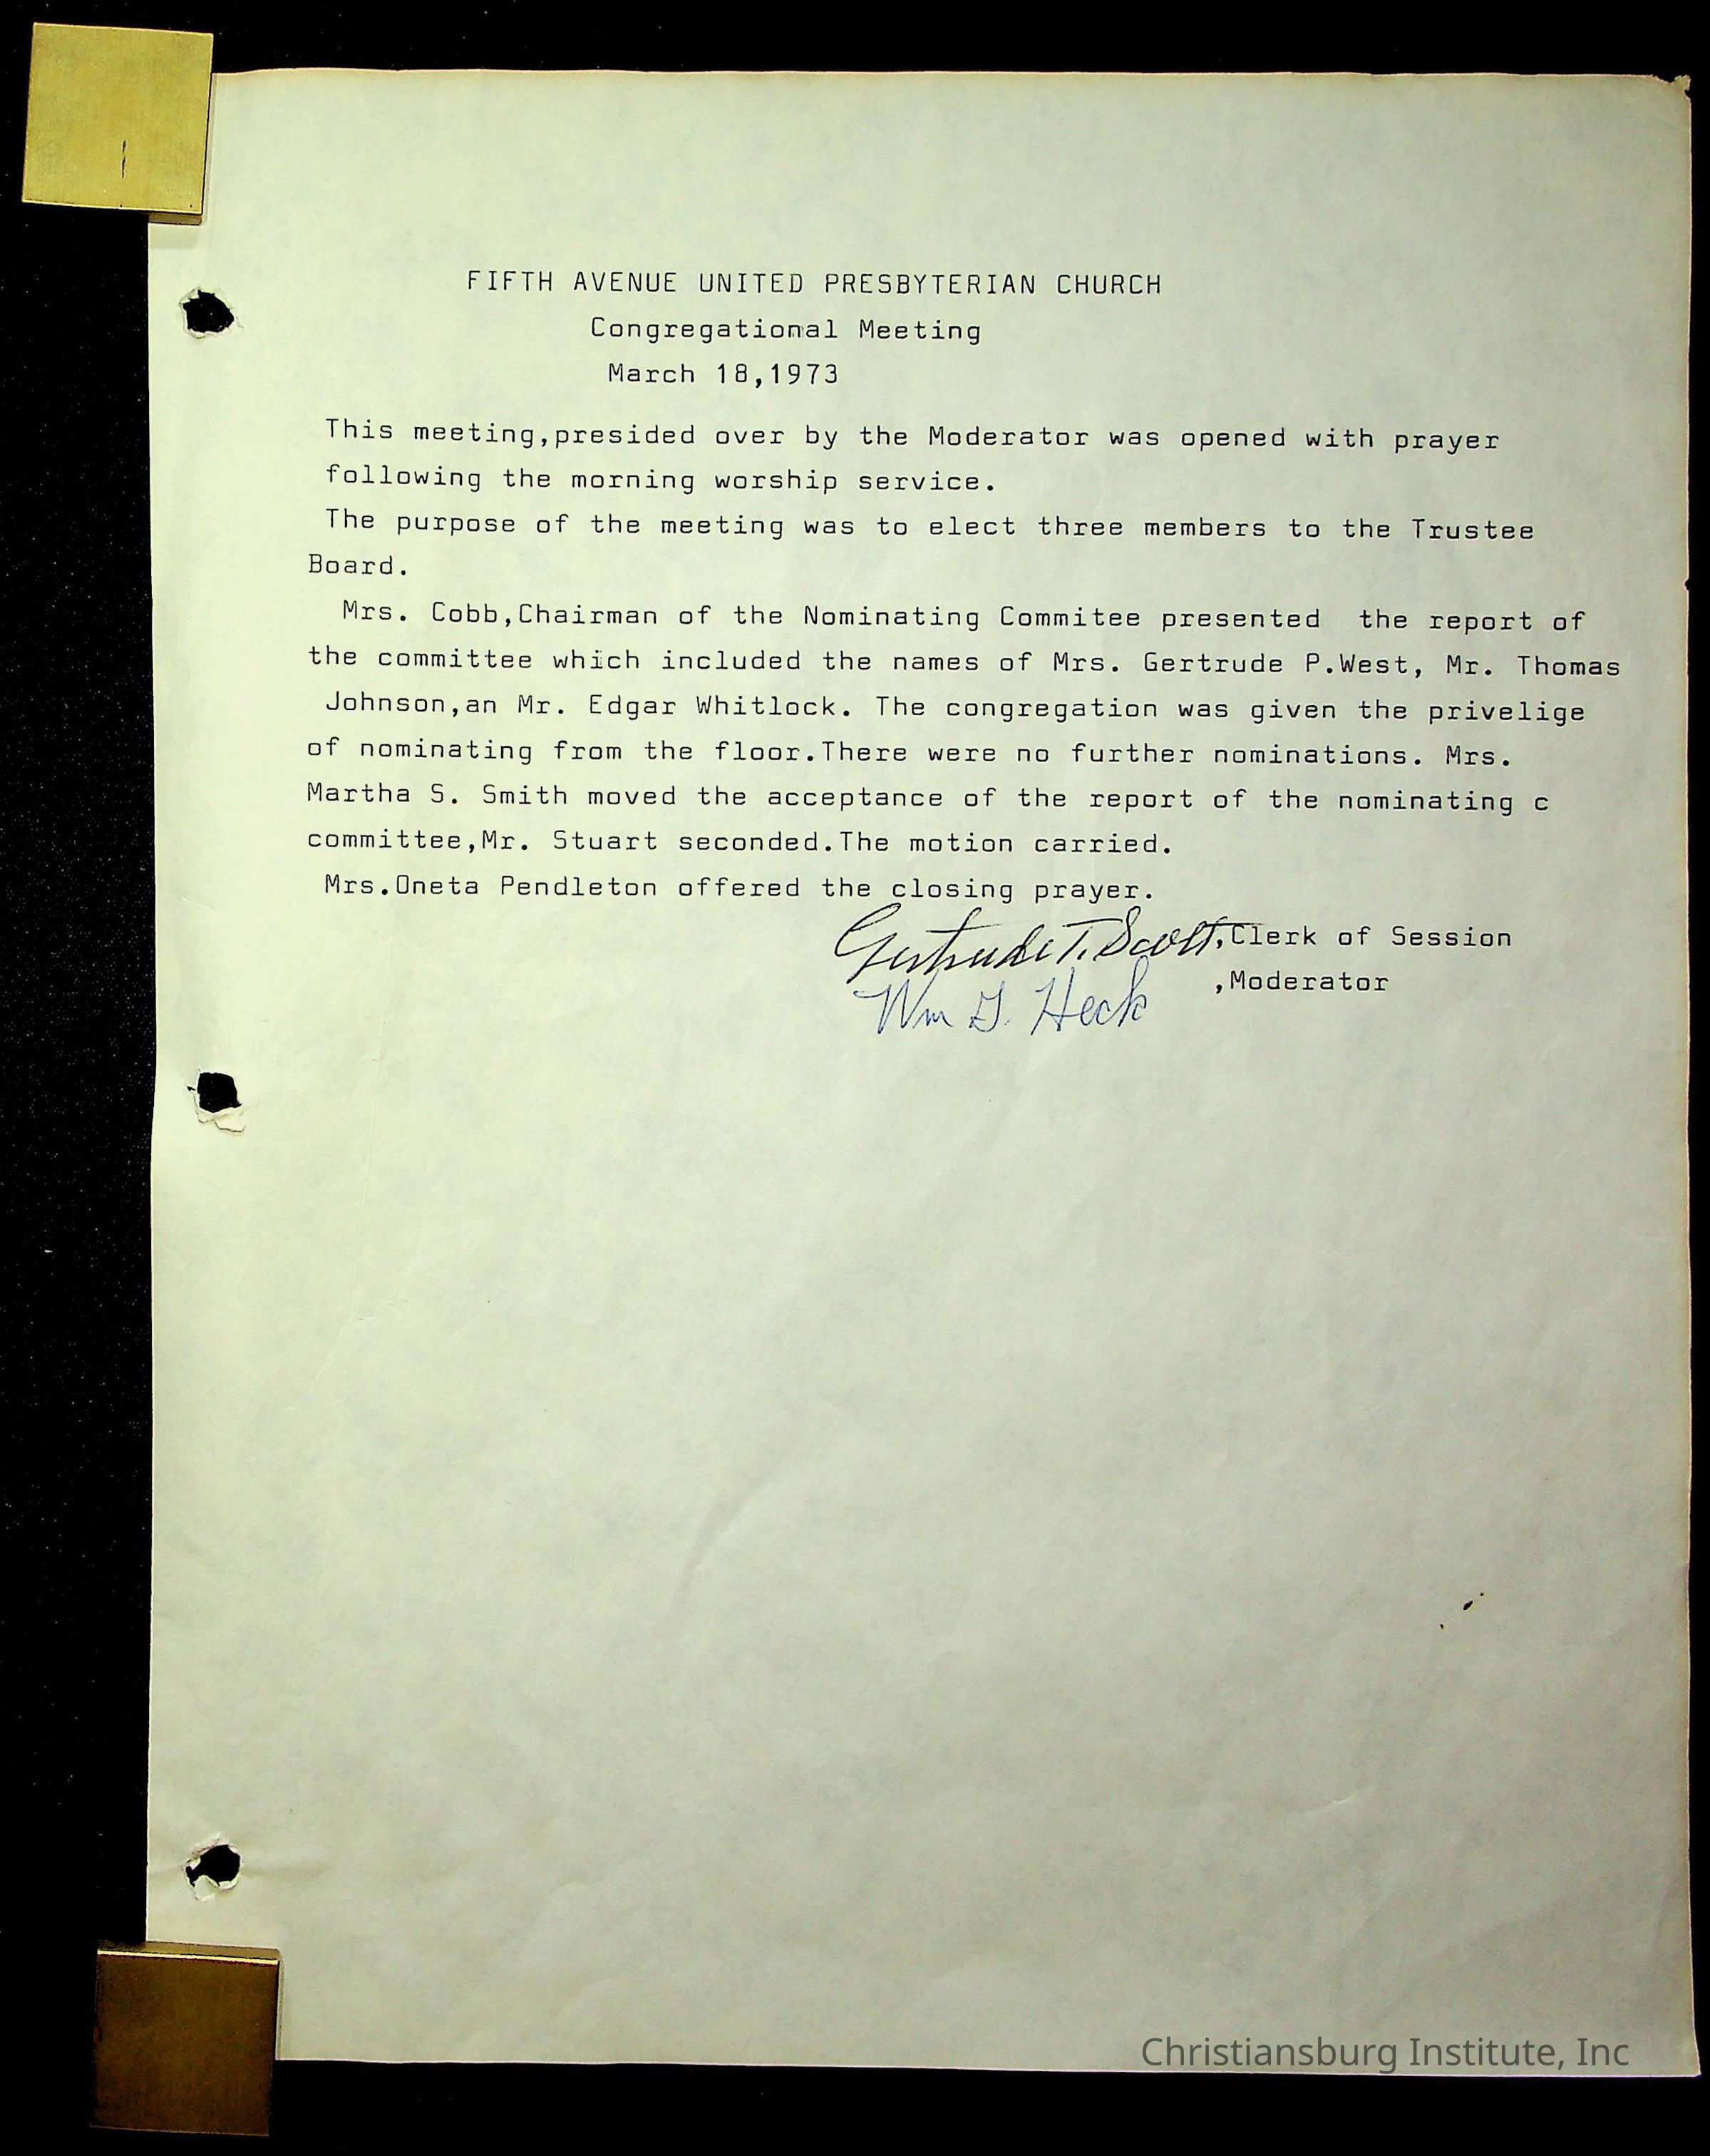 FIFTH AVENUE UNITED PRESBYTERIAN CHURCH
Congregational Meeting
March 18,1973
This meeting,presided over by the Moderator was opened with prayer
following the morning worship service.
The purpose of the meeting was to elect three members to the Trustee
Board.
Mrs. Cobb,Chairman of the Nominating Commitee presented the report of
the committee which included the names of Mrs. Gertrude P.West, Mr. Thomas
Johnson,an Mr. Edgar Whitlock. The congregation was given the privelige
of nominating from the floor.There were no further nominations. Mrs.
Martha S. Smith moved the acceptance of the report of the nominating c
committee,Mr. Stuart seconded.The motion carried.
Mrs.Oneta Pendleton offered the closing prayer.
Gertrude T. Scott,Clerk of Session
,Moderator
Wm G. Heck
Christiansburg Institute, Inc